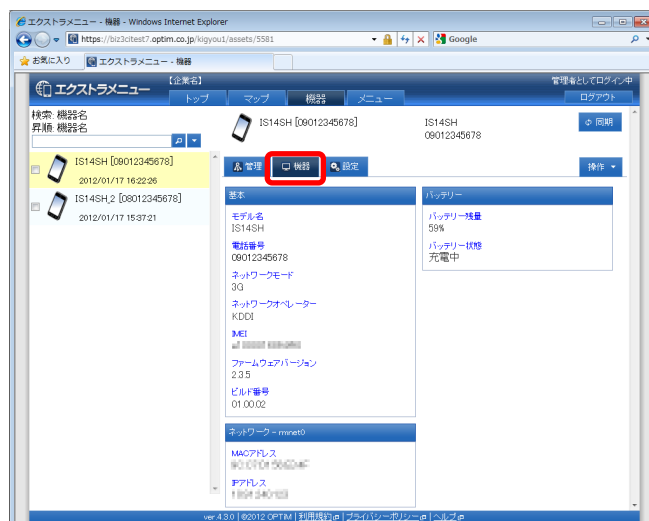 エクストラメニュー - 機器 - Windows Internet Explorer
https://biz3citest7.optim.co.jp/kigyou1/assets/5581
Google
お気に入り
エクストラメニュー - 機器
エクストラメニュー
【企業名】
管理者としてログイン中
トップ
マップ
機器
メニュー
ログアウト
検索: 機器名
昇順: 機器名
IS14SH [09012345678]
2012/01/17 16:22:26
IS14SH_2 [08012345678]
2012/01/17 15:37:21
IS14SH [09012345678]
IS14SH
09012345678
同期
管理
機器
設定
操作
基本
モデル名
IS14SH
電話番号
09012345678
ネットワークモード
3G
ネットワークオペレーター
KDDI
IMEI
ファームウェアバージョン
2.3.5
ビルド番号
01.00.02
ネットワーク - rmnet0
MACアドレス
IPアドレス
バッテリー
バッテリー残量
59%
バッテリー状態
充電中
ver.4.3.0 | ©2012 OPTiM | 利用規約 | プライバシーポリシー | ヘルプ